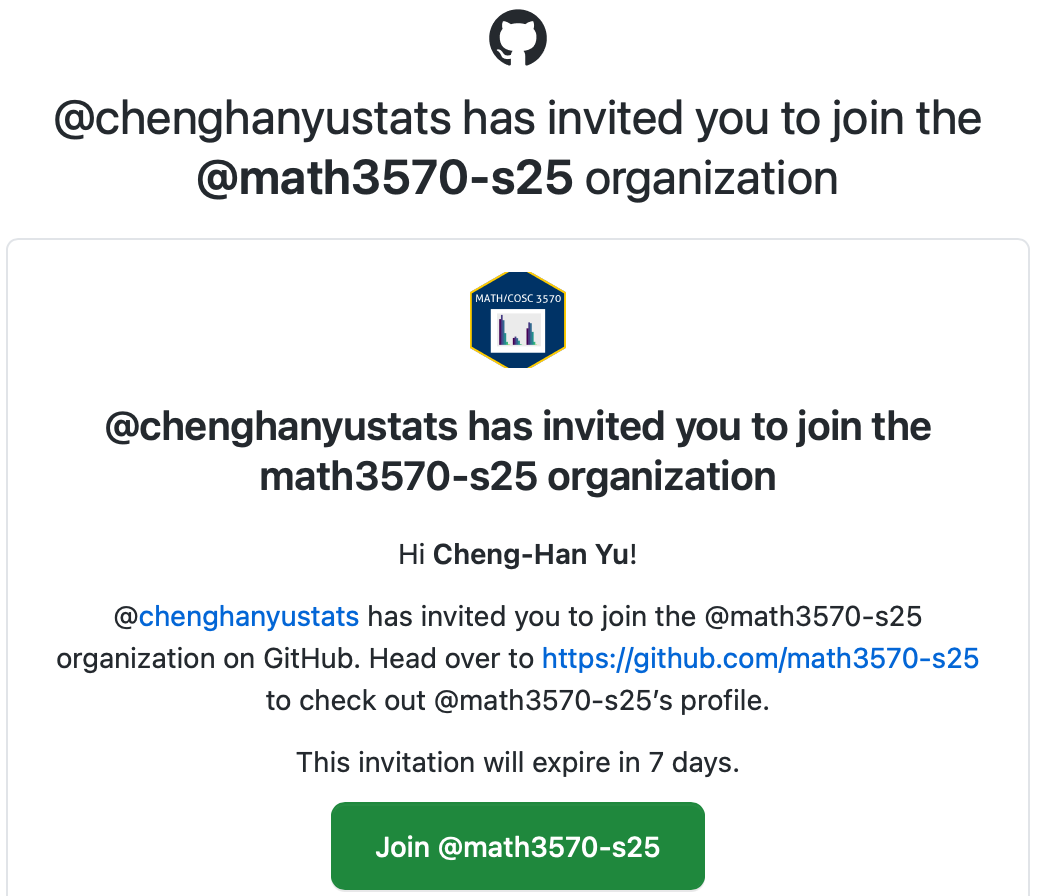 @chenghanyustats has invited you to join the
@math3570-s25 organization
MATH/COSC 3570
@chenghanyustats has invited you to join the
math3570-s25 organization
Hi Cheng-Han Yu!
@chenghanyustats has invited you to join the @math3570-s25
organization on GitHub. Head over to https://github.com/math3570-s25
to check out @math3570-s25’s profile.
This invitation will expire in 7 days.
Join @math3570-s25